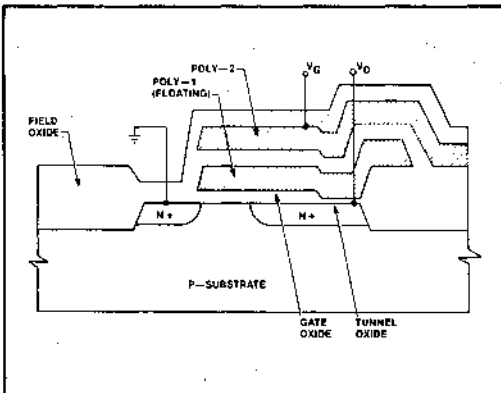 POLY-2
VG
VD
POLY-1
(FLOATING)
FIELD
OXIDE
N+
N+
P-SUBSTRATE
GATE
OXIDE
TUNNEL
OXIDE